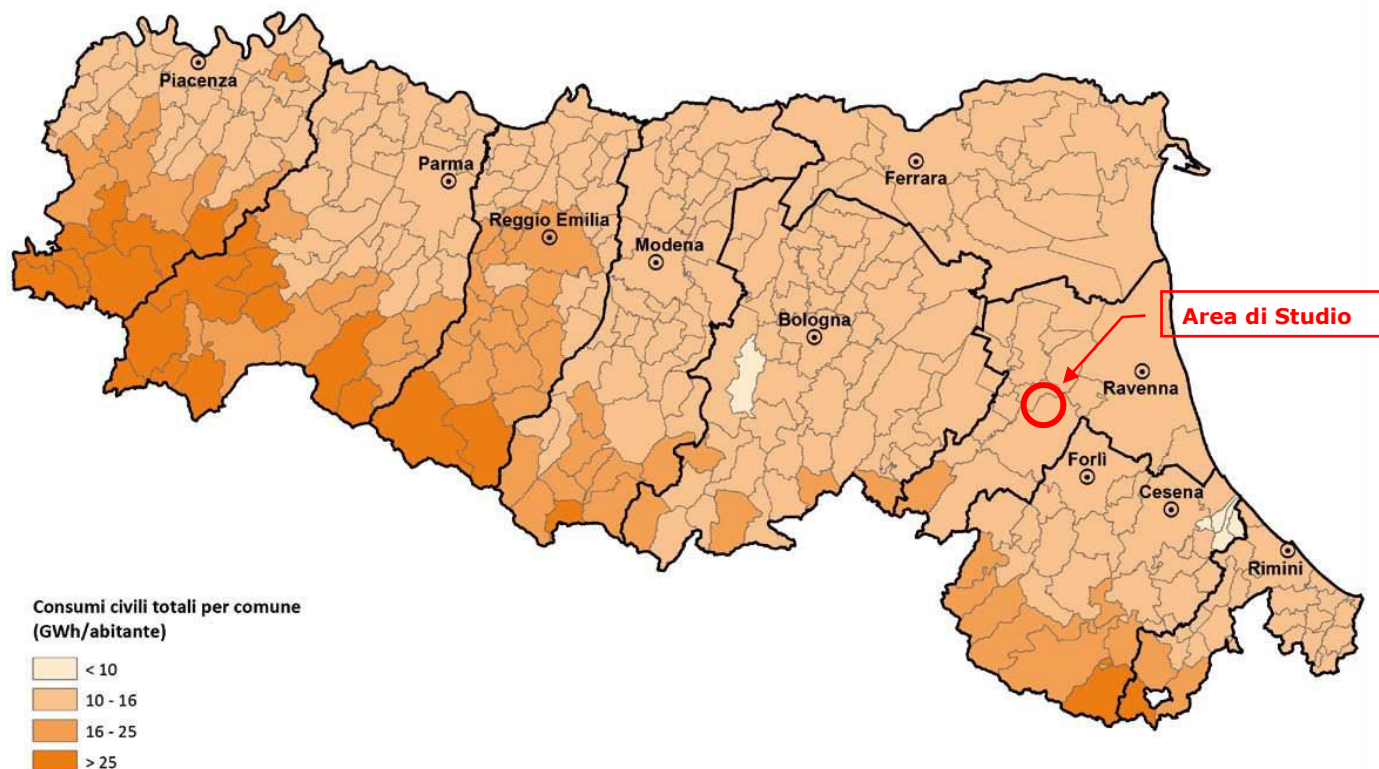 Piacenza
Parma
Ferrara
Reggio Emilia
Modena
Bologna
Area di Studio
Ravenna
Forlì
Cesena
Rimini
Consumi civili totali per comune
(GWh/abitante)
< 10
10 - 16
16 - 25
> 25